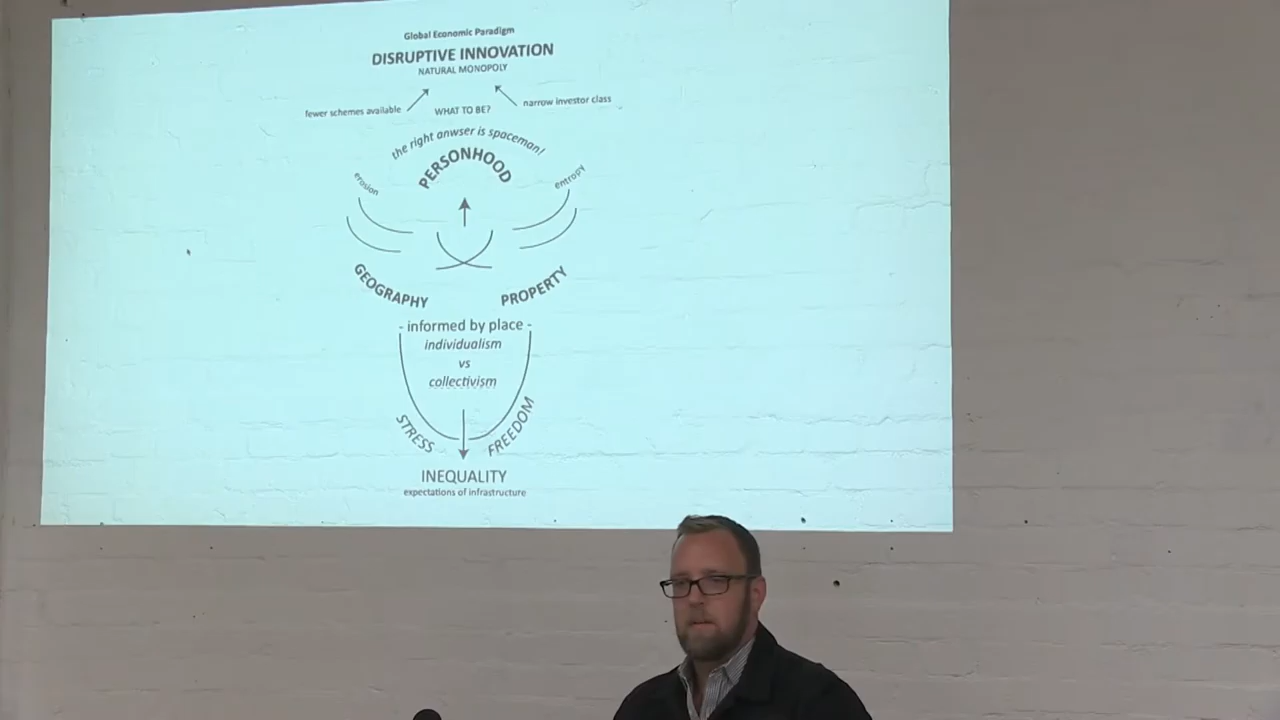 Global Economic Paradigm
DISRUPTIVE INNOVATION
NATURAL MONOPOLY
fewer schemes available
WHAT TO BE?
narrow investor class
the right anwser is spaceman!
PERSONHOOD
erosion
entropy
GEOGRAPHY
PROPERTY
- informed by place -
individualism
vs
collectivism
STRESS
FREEDOM
INEQUALITY
expectations of infrastructure